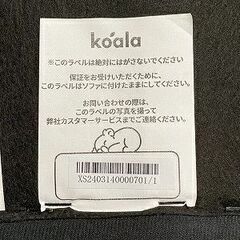 koala
※このラベルは絶対にはがさないでください
保証をお受けいただくために、
このラベルはソファに付けたままにしてください。
お問い合わせの際は、
このラベルの写真を撮って
弊社カスタマーサービスまでご連絡ください。
XS2403140000701/1